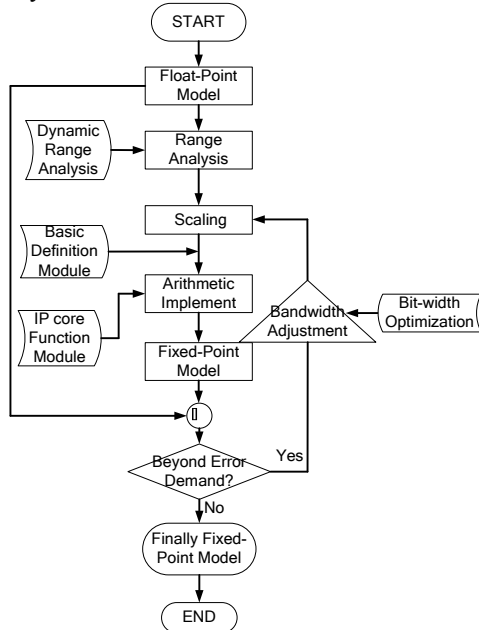 START
Float-Point
Model
Dynamic
Range
Analysis
Range
Analysis
Scaling
Basic
Definition
Module
Arithmetic
Implement
IP core
Function
Module
Bandwidth
Adjustment
Bit-width
Optimization
Fixed-Point
Model
Beyond Error
Demand?
Yes
No
Finally Fixed-
Point Model
END